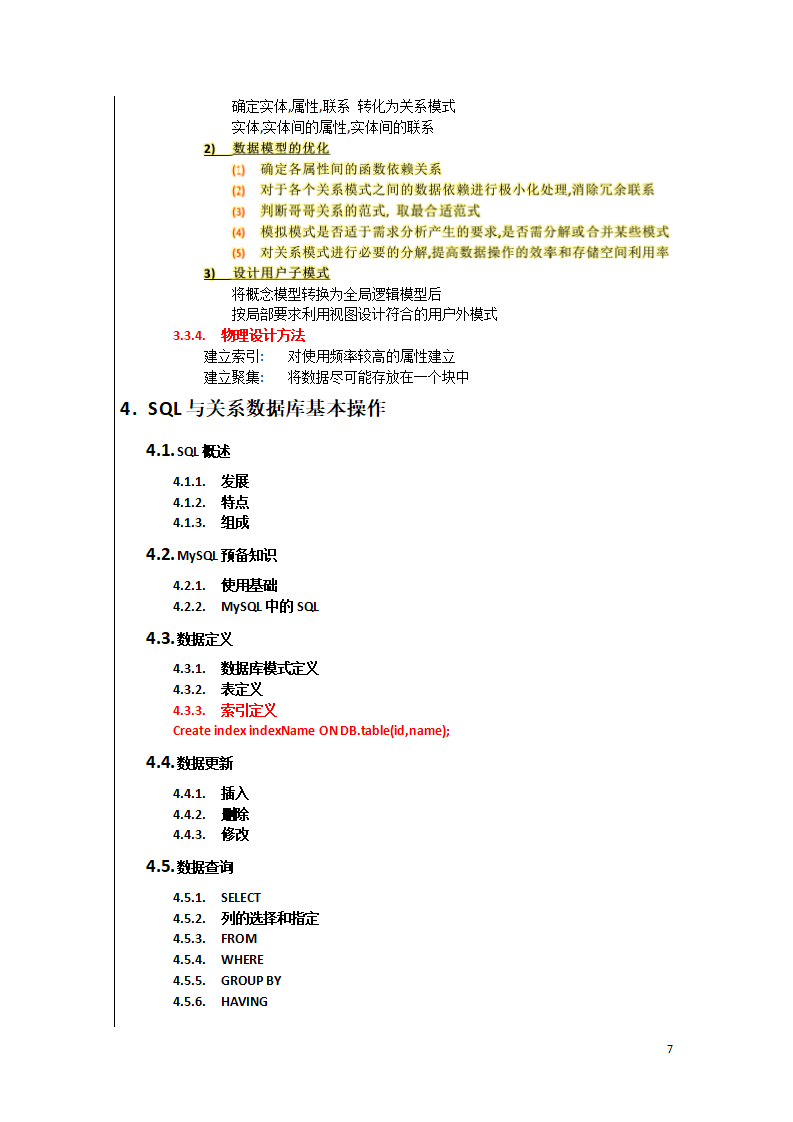 确定实体,属性,联系 转化为关系模式
实体,实体间的属性,实体间的联系
2) 数据模型的优化
(1) 确定各属性间的函数依赖关系
(2) 对于各个关系模式之间的数据依赖进行极小化处理,消除冗余联系
(3) 判断哥哥关系的范式, 取最合适范式
(4) 模拟模式是否适于需求分析产生的要求,是否需分解或合并某些模式
(5) 对关系模式进行必要的分解,提高数据操作的效率和存储空间利用率
3) 设计用户子模式
将概念模型转换为全局逻辑模型后
按局部要求利用视图设计符合的用户外模式
3.3.4. 物理设计方法
建立索引: 对使用频率较高的属性建立
建立聚集: 将数据尽可能存放在一个块中
4. SQL 与关系数据库基本操作
4.1. SQL 概述
4.1.1. 发展
4.1.2. 特点
4.1.3. 组成
4.2. MySQL 预备知识
4.2.1. 使用基础
4.2.2. MySQL 中的 SQL
4.3. 数据定义
4.3.1. 数据库模式定义
4.3.2. 表定义
4.3.3. 索引定义
Create index indexName ON DB.table(id,name);
4.4. 数据更新
4.4.1. 插入
4.4.2. 删除
4.4.3. 修改
4.5. 数据查询
4.5.1. SELECT
4.5.2. 列的选择和指定
4.5.3. FROM
4.5.4. WHERE
4.5.5. GROUP BY
4.5.6. HAVING
7